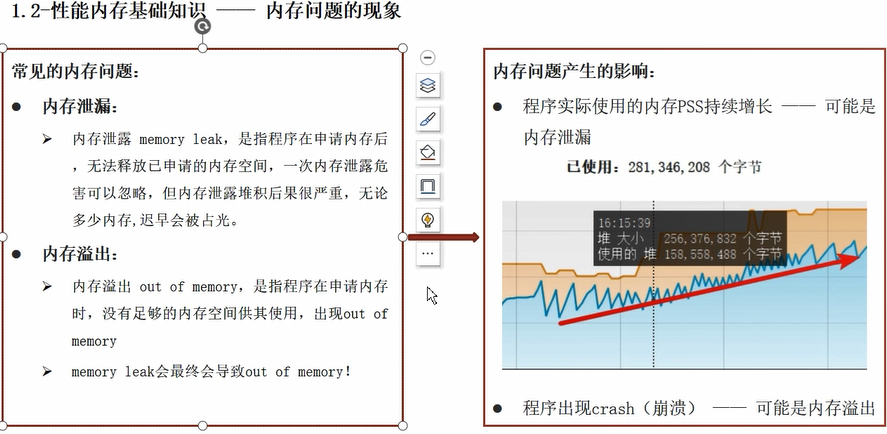 1.2-性能内存基础知识 —— 内存问题的现象
常见的内存问题：
● 内存泄漏：
➢ 内存泄露 memory leak，是指程序在申请内存后
，无法释放已申请的内存空间，一次内存泄露危
害可以忽略，但内存泄露堆积后果很严重，无论
多少内存,迟早会被占光。
● 内存溢出：
➢ 内存溢出 out of memory，是指程序在申请内存
时，没有足够的内存空间供其使用，出现out of
memory
➢ memory leak会最终会导致out of memory！
内存问题产生的影响：
● 程序实际使用的内存PSS持续增长 —— 可能是
内存泄漏
已使用：281,346,208 个字节
16:15:39
堆 大小 256,376,832 个字节
使用的 堆 158,558,488 个字节
● 程序出现crash（崩溃） —— 可能是内存溢出